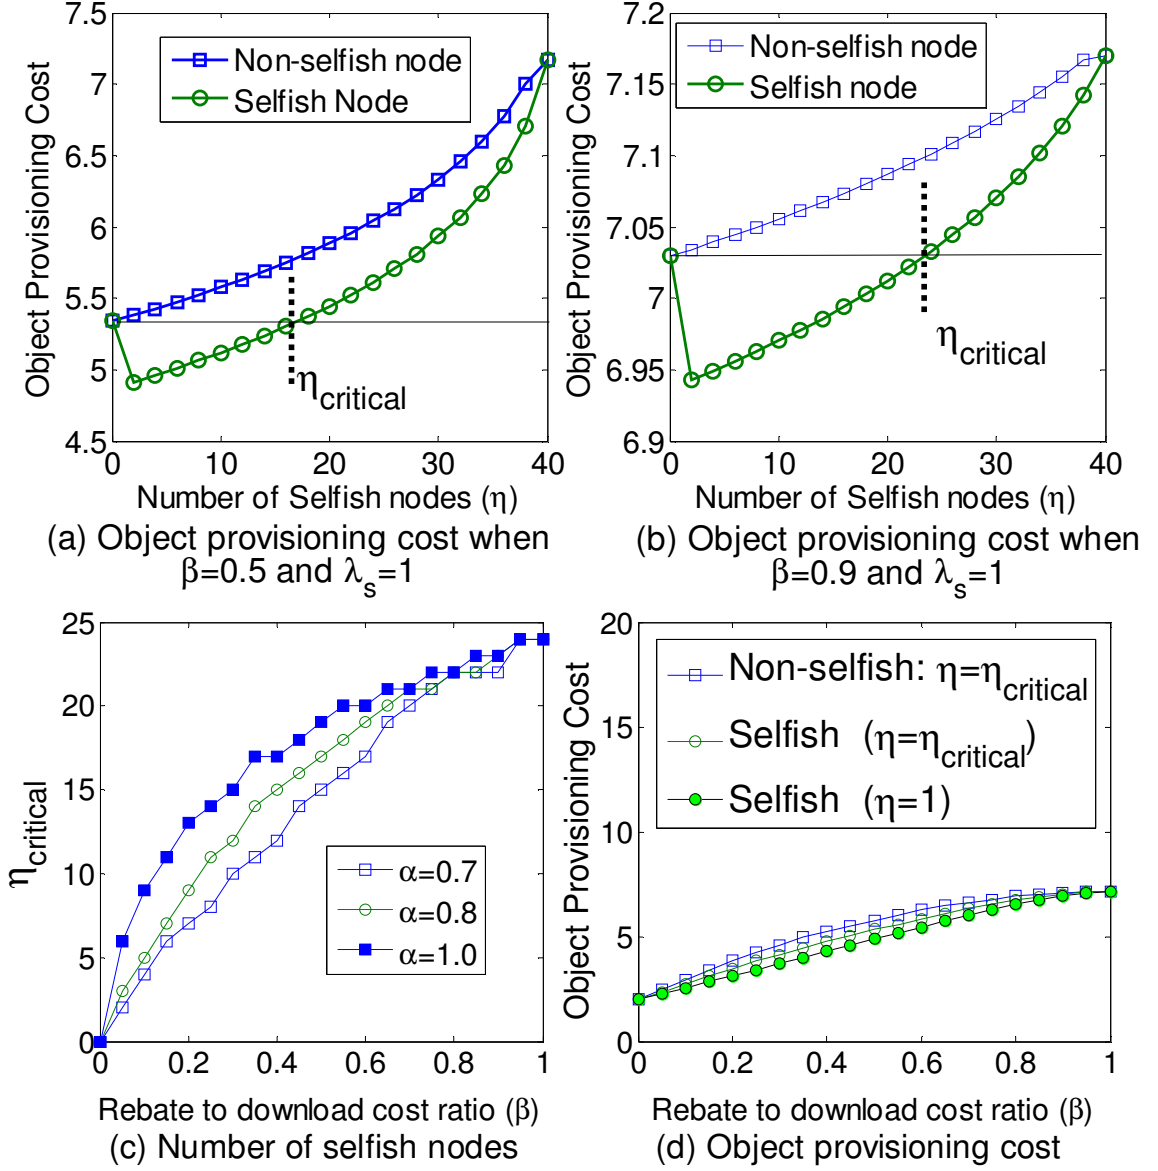 7.5
7
6.5
6
5.5
5
4.5
0 10 20 30 40
Object Provisioning Cost
Non-selfish node
Selfish Node
ηcritical
Number of Selfish nodes (η)
(a) Object provisioning cost when
β=0.5 and λs=1
7.2
7.15
7.1
7.05
7
6.95
6.9
0 10 20 30 40
Object Provisioning Cost
Non-selfish node
Selfish node
ηcritical
Number of Selfish nodes (η)
(b) Object provisioning cost when
β=0.9 and λs=1
25
20
15
10
5
0
0 0.2 0.4 0.6 0.8 1
ηcritical
α=0.7
α=0.8
α=1.0
Rebate to download cost ratio (β)
(c) Number of selfish nodes
20
15
10
5
0
0 0.2 0.4 0.6 0.8 1
Object Provisioning Cost
Non-selfish: η=ηcritical
Selfish (η=ηcritical)
Selfish (η=1)
Rebate to download cost ratio (β)
(d) Object provisioning cost